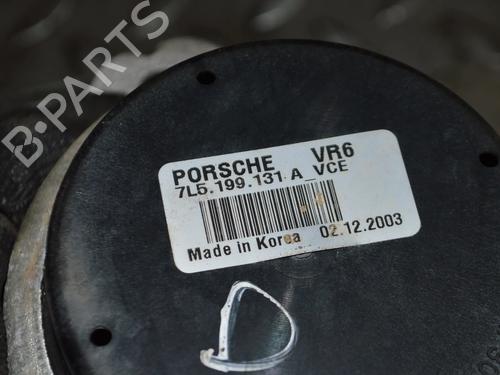 B-PARTS
PORSCHE VR6
7L5.199.131 A VCE
Made in Korea 02.12.2003
D